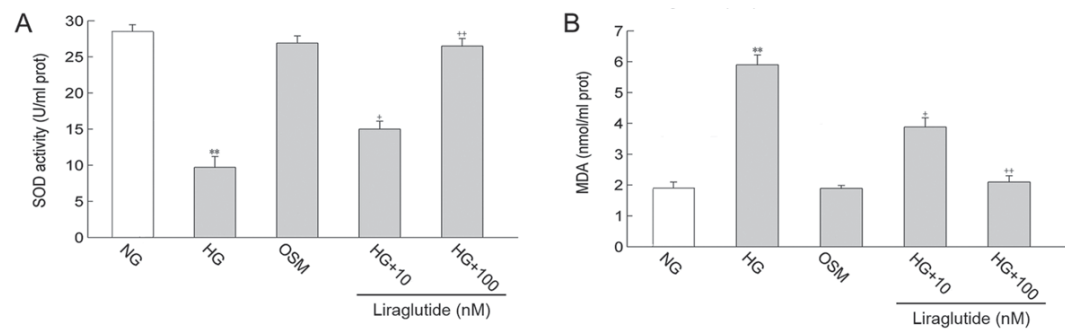 A
SOD activity (U/ml prot)
30
25
20
15
10
5
0
**
+
++
NG
HG
OSM
HG+10
HG+100
Liraglutide (nM)
B
MDA (nmol/ml prot)
7
6
5
4
3
2
1
0
**
+
++
NG
HG
OSM
HG+10
HG+100
Liraglutide (nM)